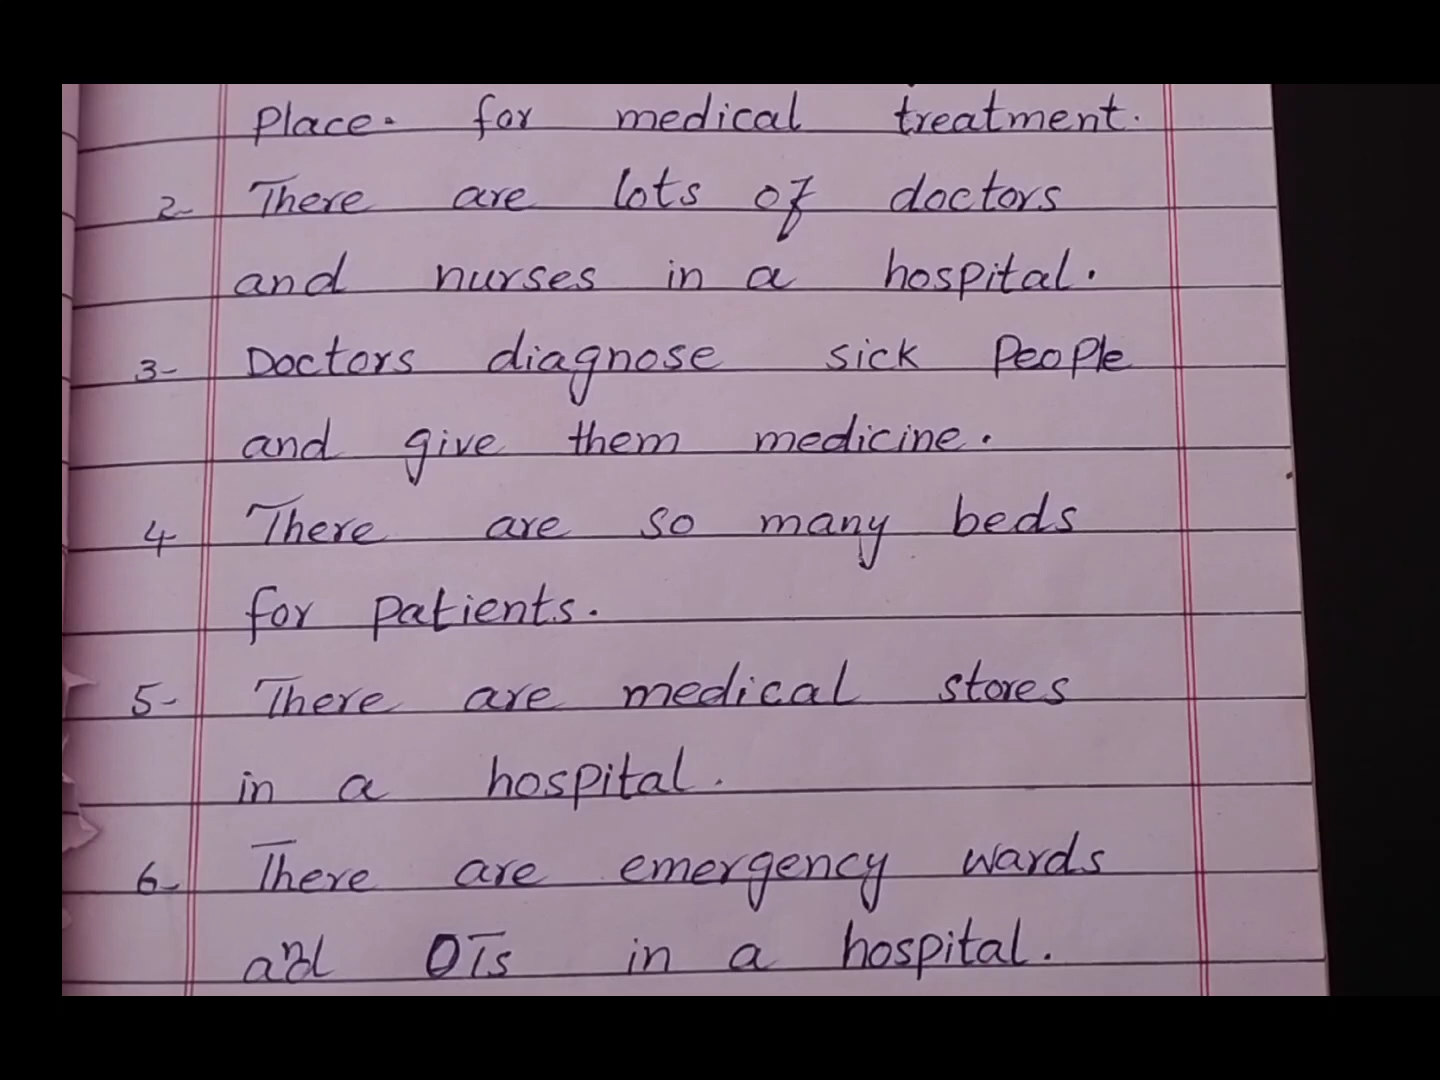 Place. for medical treatment.
2- There are lots of doctors
and nurses in a hospital.
3- Doctors diagnose sick People
and give them medicine.
4- There are so many beds
for patients.
5- There are medical stores
in a hospital.
6- There are emergency wards
and OTs in a hospital.